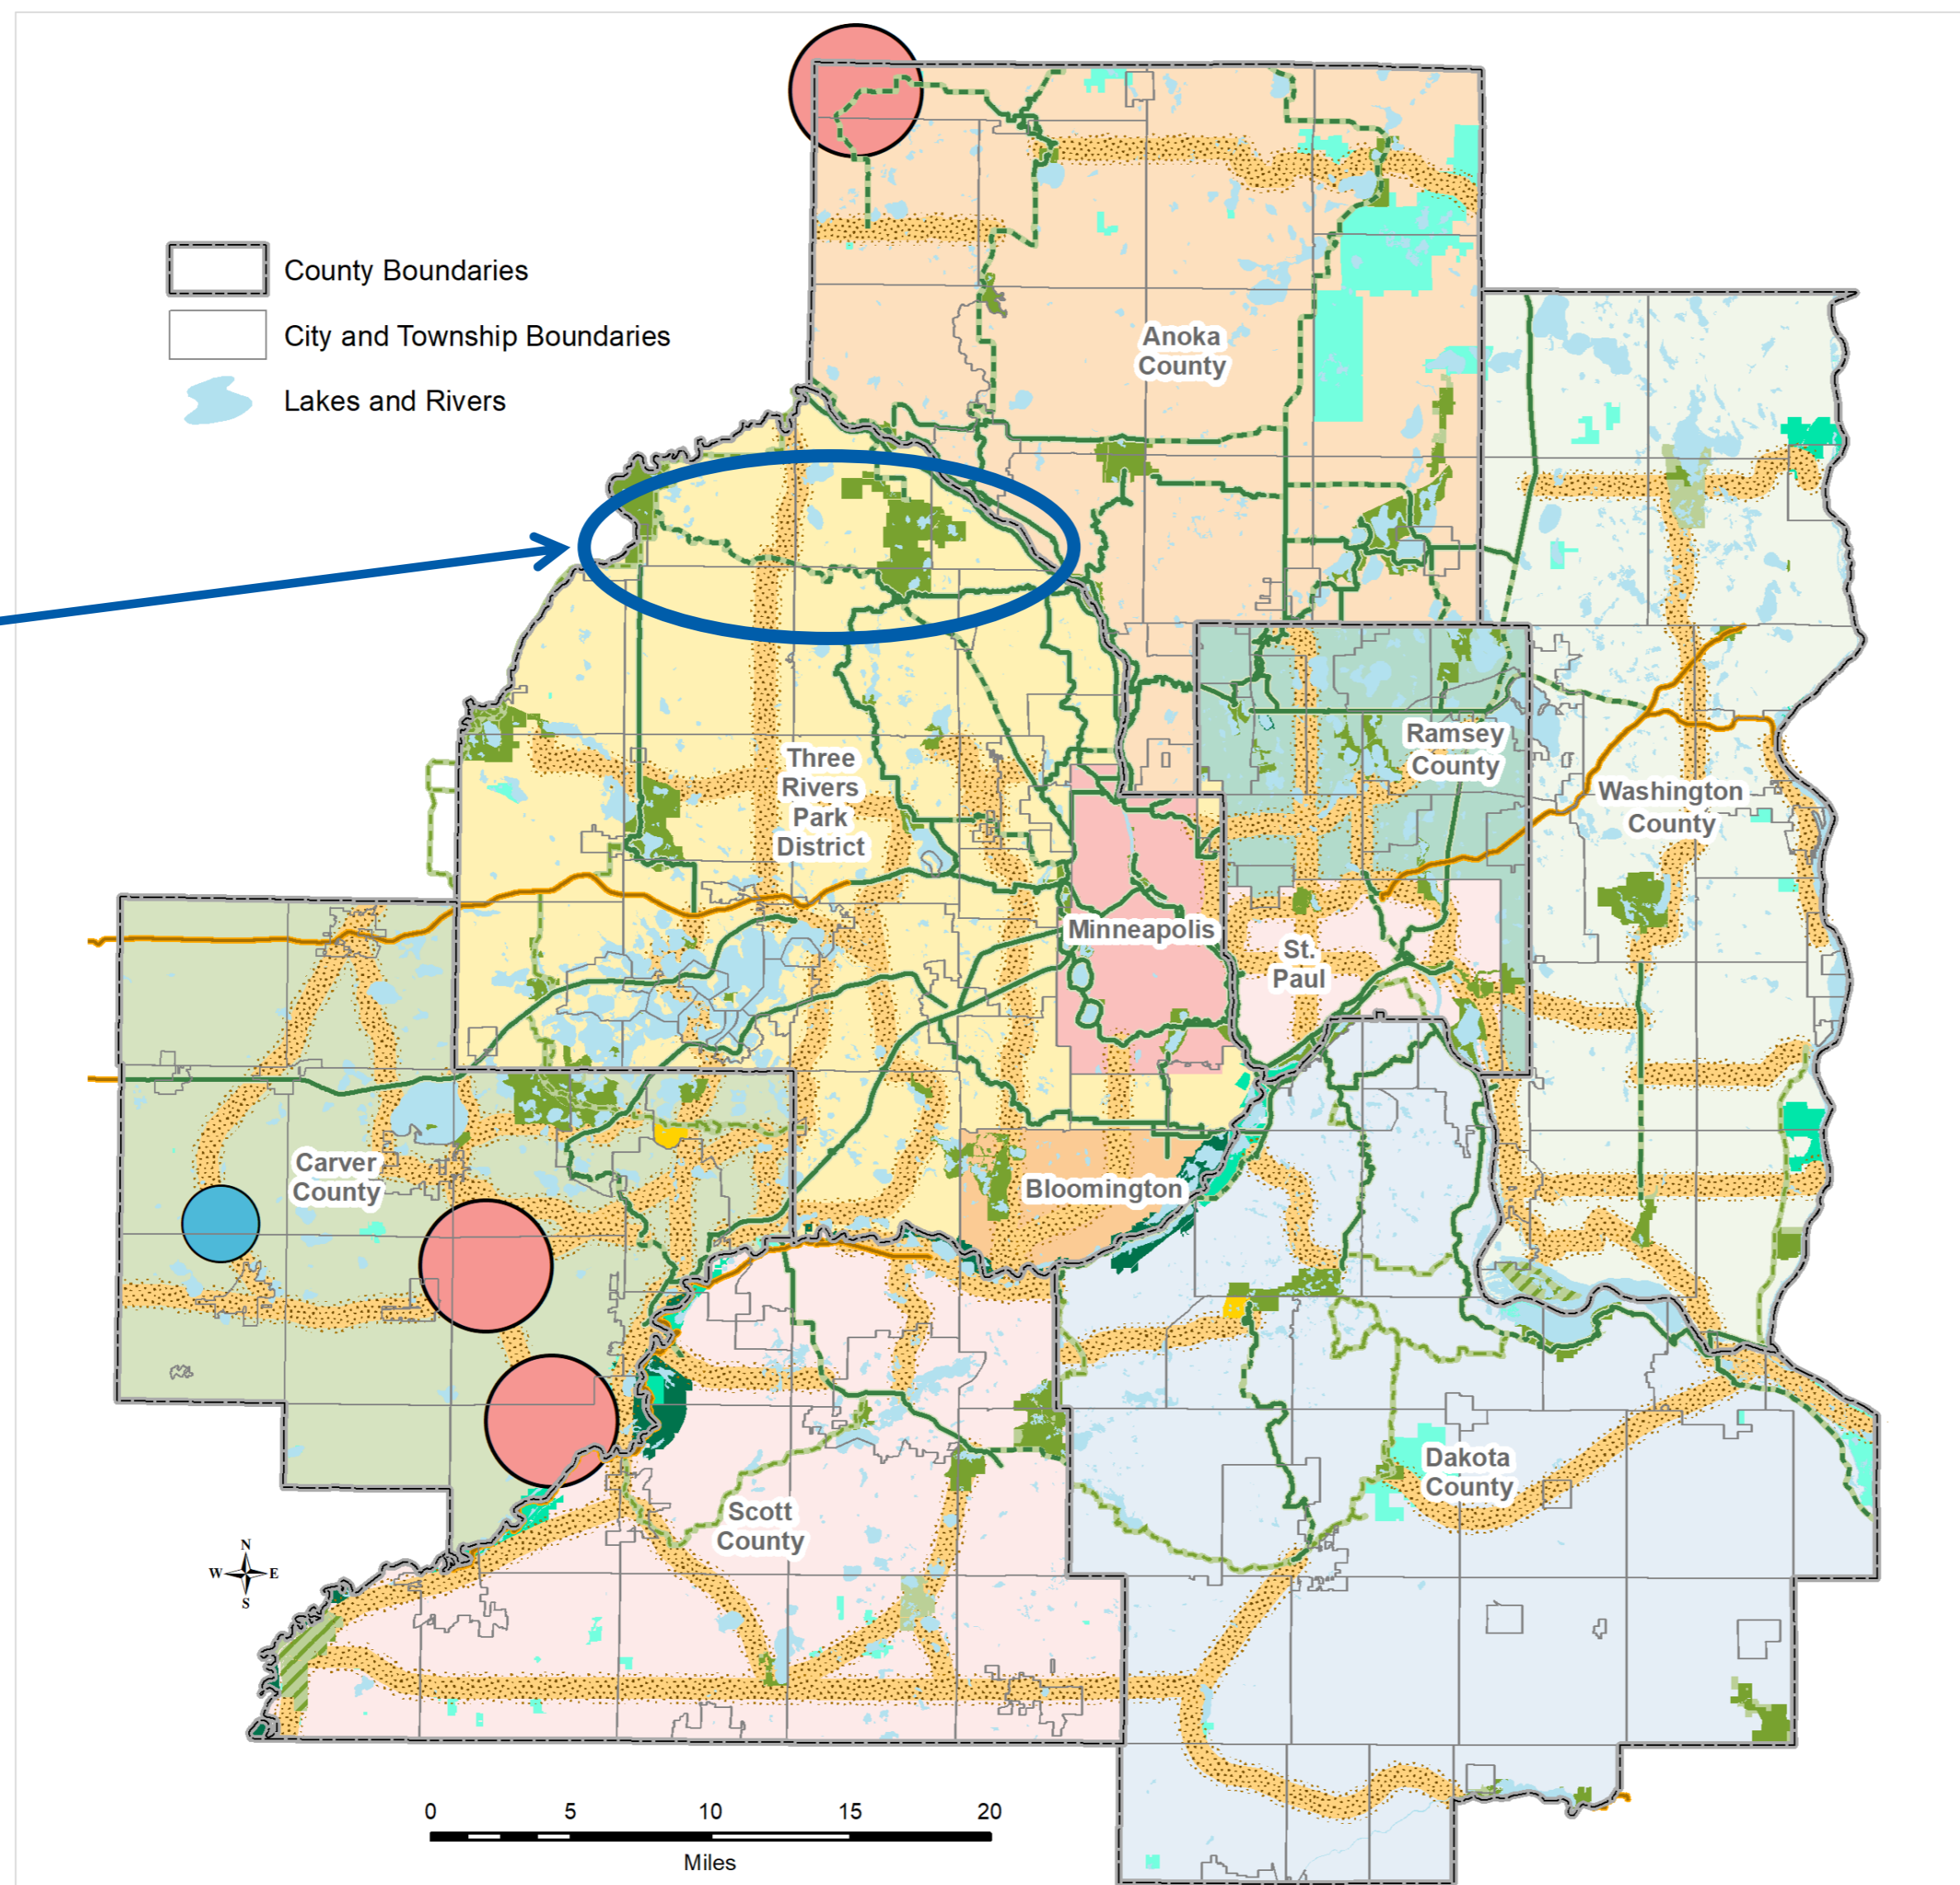 County Boundaries
City and Township Boundaries
Lakes and Rivers
Anoka
County
Three
Rivers
Park
District
Ramsey
County
Washington
County
Minneapolis
St.
Paul
Carver
County
Bloomington
Scott
County
Dakota
County
N
W E
S
0 5 10 15 20
Miles